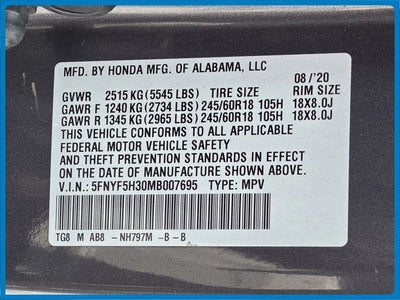 MFD. BY HONDA MFG. OF ALABAMA, LLC
08/'20
GVWR 2515 KG (5545 LBS) TIRE SIZE RIM SIZE
GAWR F 1240 KG (2734 LBS) 245/60R18 105H 18X8.0J
GAWR R 1345 KG (2965 LBS) 245/60R18 105H 18X8.0J
THIS VEHICLE CONFORMS TO ALL APPLICABLE
FEDERAL MOTOR VEHICLE SAFETY
AND THEFT PREVENTION STANDARDS IN EFFECT
ON THE DATE OF MANUFACTURE SHOWN ABOVE.
V.I.N.: 5FNYF5H30MB007695 TYPE: MPV
TG8 M AB8 -NH797M -B-B